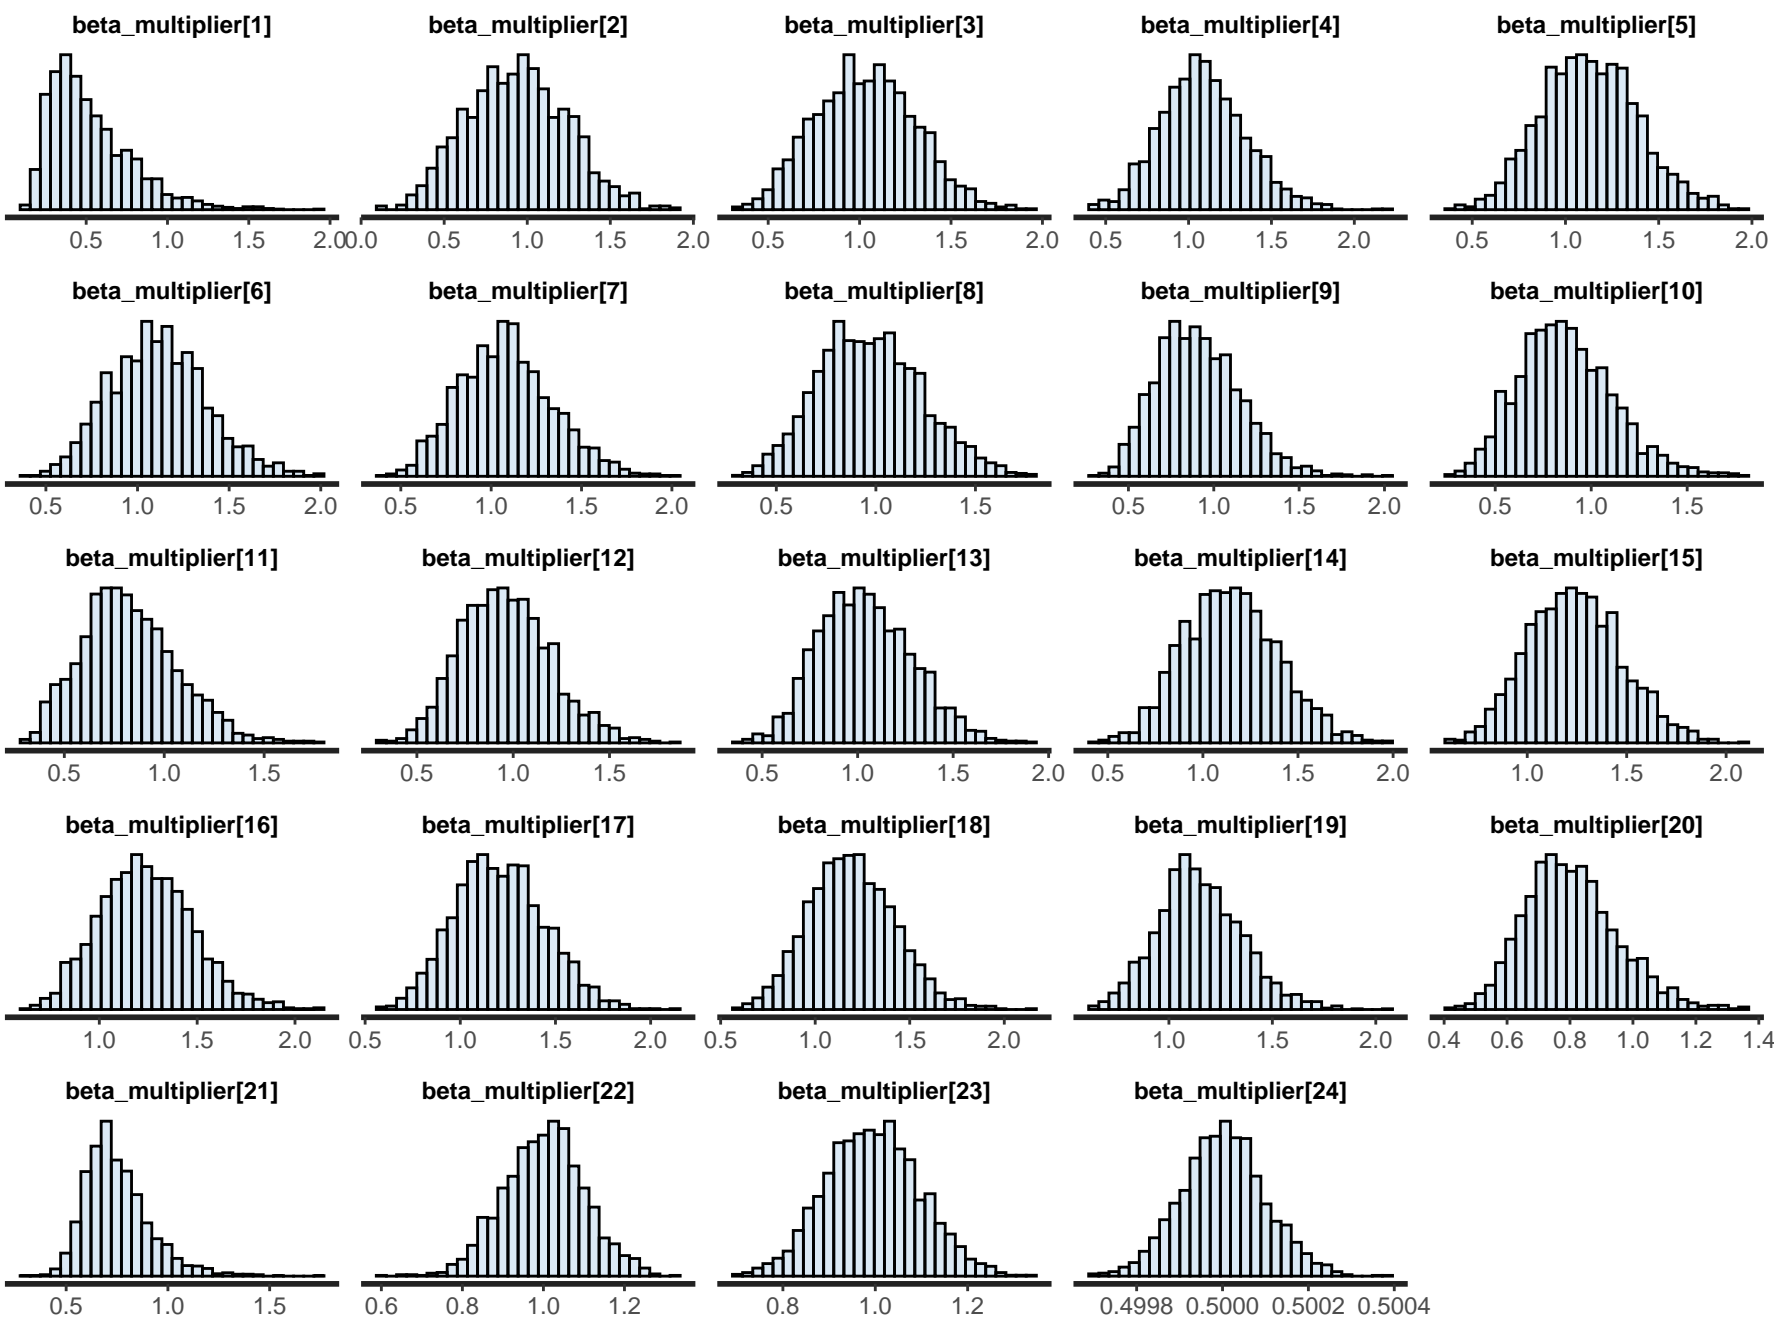 beta_multiplier[1] beta_multiplier[2] beta_multiplier[3] beta_multiplier[4] beta_multiplier[5]
0.5 1.0 1.5 2.0 0.0 0.5 1.0 1.5 2.0 0.5 1.0 1.5 2.0 0.5 1.0 1.5 2.0 0.5 1.0 1.5 2.0
beta_multiplier[6] beta_multiplier[7] beta_multiplier[8] beta_multiplier[9] beta_multiplier[10]
0.5 1.0 1.5 2.0 0.5 1.0 1.5 2.0 0.5 1.0 1.5 0.5 1.0 1.5 2.0 0.5 1.0 1.5
beta_multiplier[11] beta_multiplier[12] beta_multiplier[13] beta_multiplier[14] beta_multiplier[15]
0.5 1.0 1.5 0.5 1.0 1.5 0.5 1.0 1.5 2.0 0.5 1.0 1.5 2.0 1.0 1.5 2.0
beta_multiplier[16] beta_multiplier[17] beta_multiplier[18] beta_multiplier[19] beta_multiplier[20]
1.0 1.5 2.0 0.5 1.0 1.5 2.0 0.5 1.0 1.5 2.0 1.0 1.5 2.0 0.4 0.6 0.8 1.0 1.2 1.4
beta_multiplier[21] beta_multiplier[22] beta_multiplier[23] beta_multiplier[24]
0.5 1.0 1.5 0.6 0.8 1.0 1.2 0.8 1.0 1.2 0.4998 0.5000 0.5002 0.5004